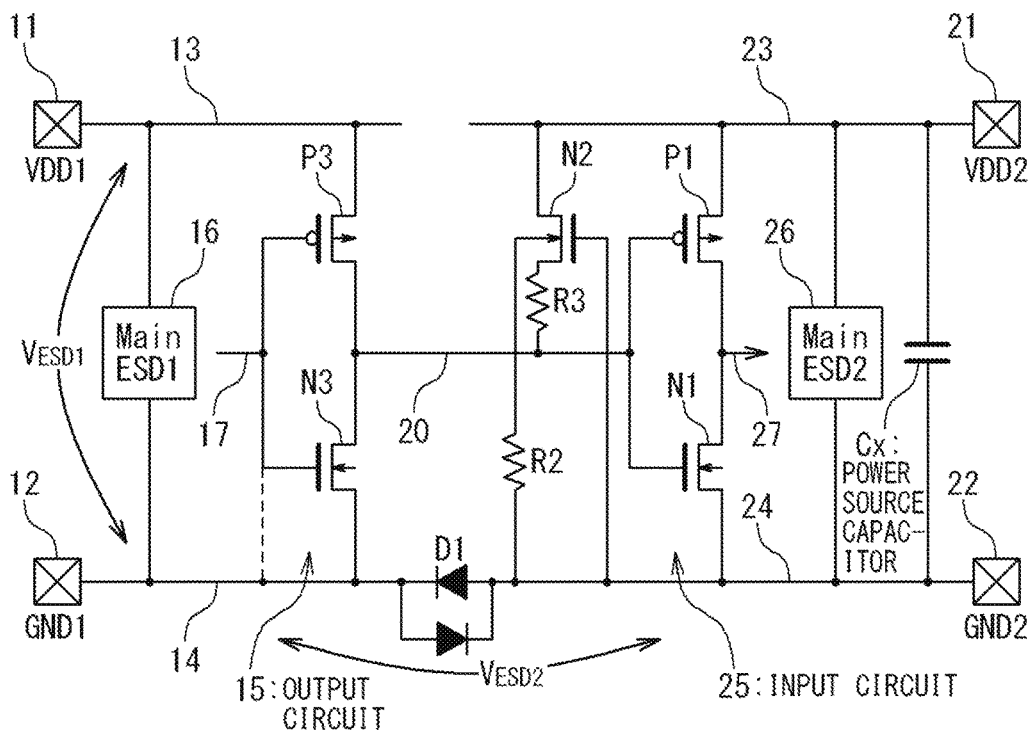 11
13
23
21
VDD1
P3
N2
P1
VDD2
16
26
R3
Main
ESD1
VESD1
Main
ESD2
17
N3
20
N1
27
R2
Cx:
POWER
SOURCE
CAPAC-
ITOR
12
24
22
D1
GND1
14
GND2
VESD2
15:OUTPUT
CIRCUIT
25:INPUT CIRCUIT